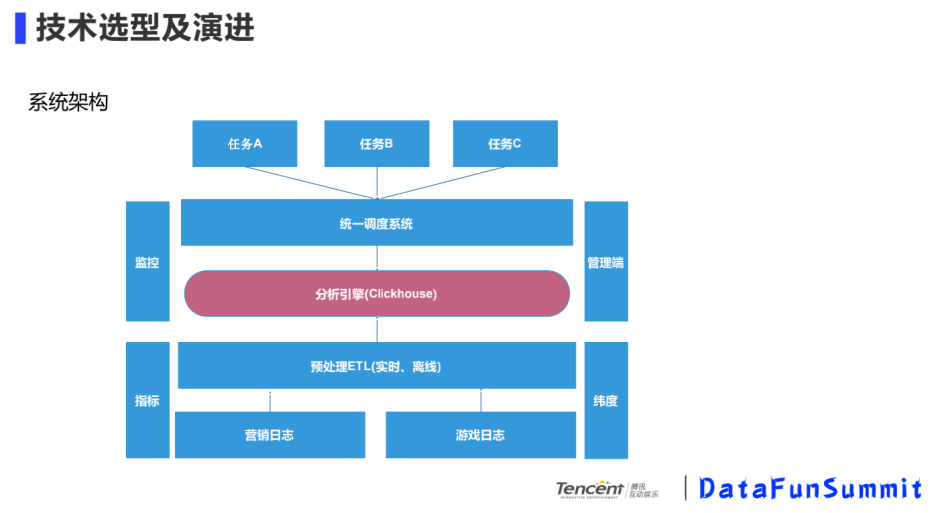 技术选型及演进
系统架构
任务A
任务B
任务C
统一调度系统
监控
管理端
分析引擎(Clickhouse)
预处理ETL(实时、离线)
指标
纬度
营销日志
游戏日志
Tencent
INTERACTIVE ENTERTAINMENT
腾讯
互动娱乐
DataFunSummit